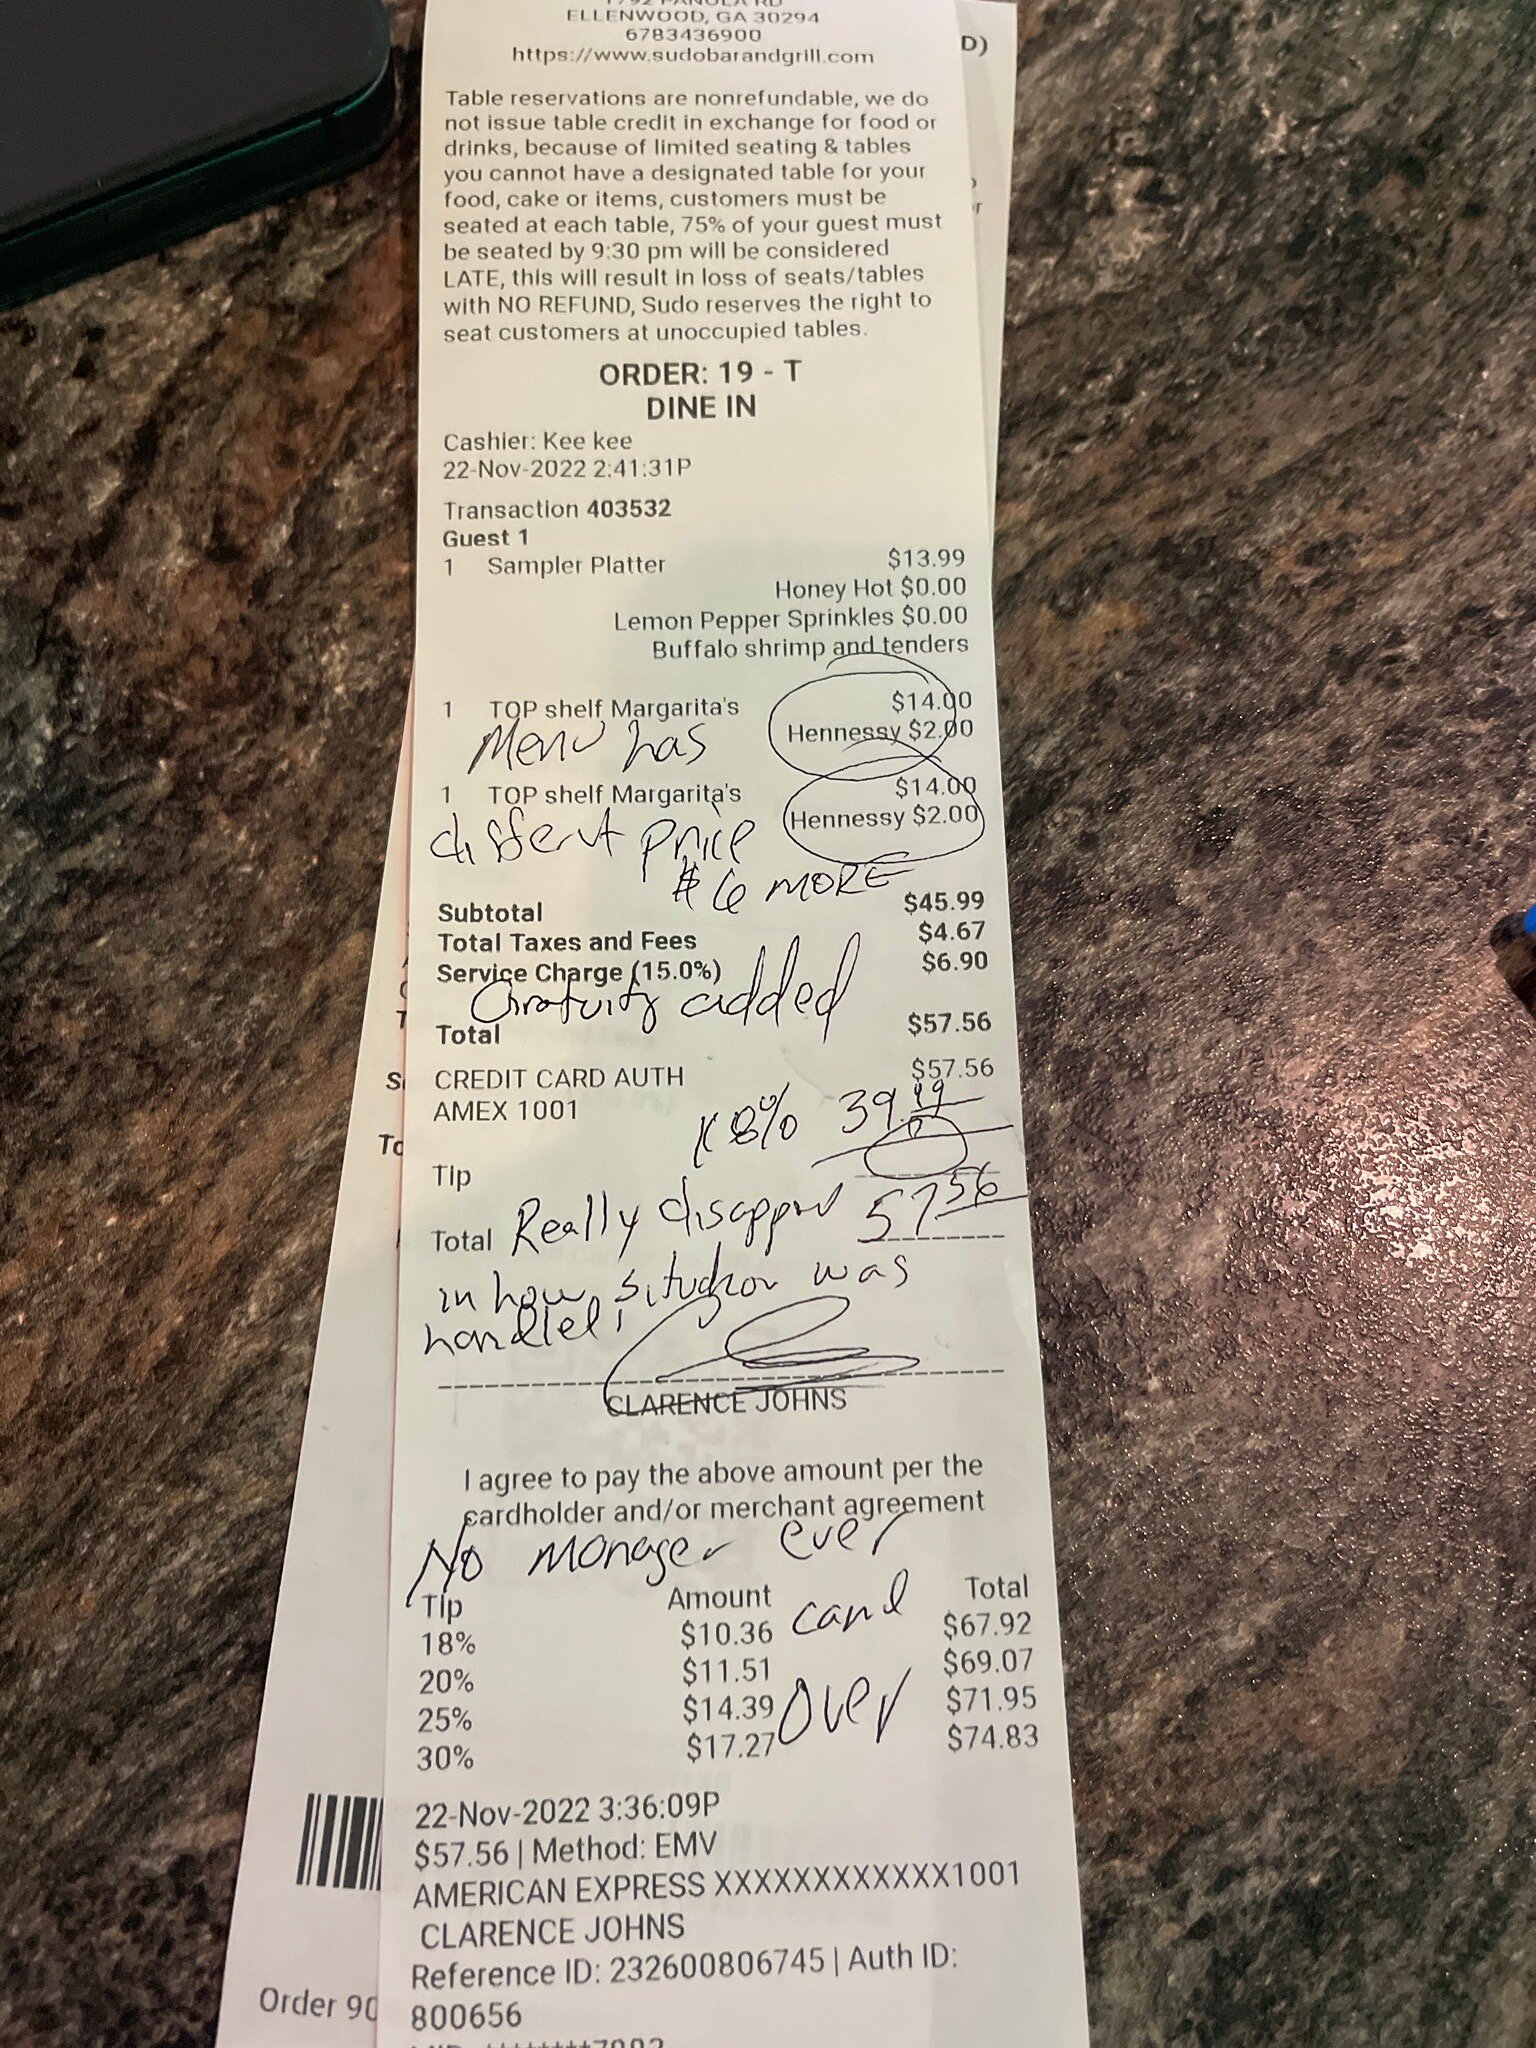 ELLENWOOD, GA 30294
6783436900
https://www.sudobarandgrill.com
D)
Table reservations are nonrefundable, we do
not issue table credit in exchange for food or
drinks, because of limited seating & tables
you cannot have a designated table for your
food, cake or items, customers must be
seated at each table, 75% of your guest must
be seated by 9:30 pm will be considered
LATE, this will result in loss of seats/tables
with NO REFUND, Sudo reserves the right to
seat customers at unoccupied tables.
ORDER: 19 - T
DINE IN
Cashier: Kee kee
22-Nov-2022 2:41:31P
Transaction 403532
Guest 1
1 Sampler Platter $13.99
Honey Hot $0.00
Lemon Pepper Sprinkles $0.00
Buffalo shrimp and tenders
1 TOP shelf Margarita's $14.00
Menu has Hennessy $2.00
1 TOP shelf Margarita's $14.00
differt price Hennessy $2.00
$6 MORE
Subtotal $45.99
Total Taxes and Fees $4.67
Service Charge (15.0%) $6.90
Gratuity added
Total $57.56
CREDIT CARD AUTH $57.56
AMEX 1001
8% 39.19
Tip
Total Really disappont 57.56
in how situation was
handled!
CLARENCE JOHNS
I agree to pay the above amount per the
cardholder and/or merchant agreement
No manager ever
Tip Amount Total
18% $10.36 came $67.92
20% $11.51 $69.07
25% $14.39 over $71.95
30% $17.27 $74.83
22-Nov-2022 3:36:09P
$57.56 | Method: EMV
AMERICAN EXPRESS XXXXXXXXXXXX1001
CLARENCE JOHNS
Reference ID: 232600806745 | Auth ID:
800656
Order 90